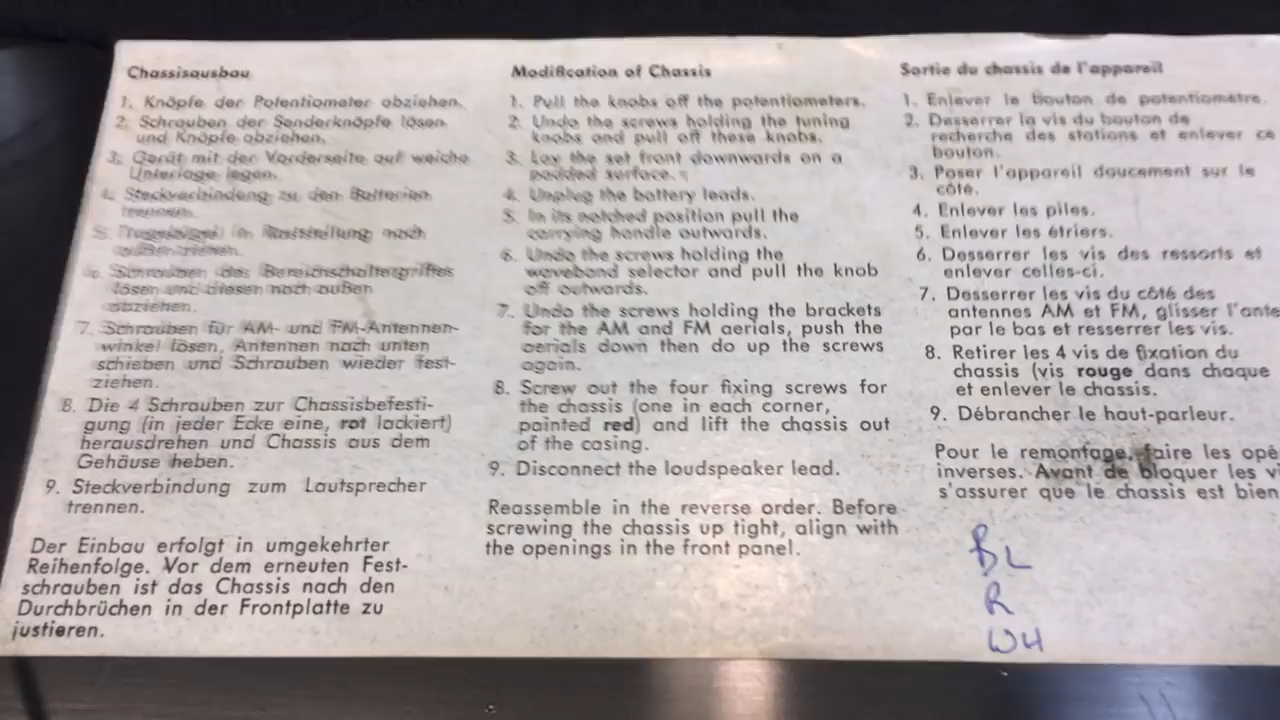 Chassisausbau
1. Knöpfe der Potentiometer abziehen.
2. Schrauben der Senderknöpfe lösen
und Knöpfe abziehen.
3. Gerät mit der Vorderseite auf weiche
Unterlage legen.
4. Steckverbindung zu den Batterien
trennen.
5. Tragebügel in Raststellung nach
außen ziehen.
6. Schrauben des Bereichschaltergriffes
lösen und diesen nach außen
abziehen.
7. Schrauben für AM- und FM-Antennen-
winkel lösen, Antennen nach unten
schieben und Schrauben wieder fest-
ziehen.
8. Die 4 Schrauben zur Chassisbefesti-
gung (in jeder Ecke eine, rot lackiert)
herausdrehen und Chassis aus dem
Gehäuse heben.
9. Steckverbindung zum Lautsprecher
trennen.
Der Einbau erfolgt in umgekehrter
Reihenfolge. Vor dem erneuten Fest-
schrauben ist das Chassis nach den
Durchbrüchen in der Frontplatte zu
justieren.
Modification of Chassis
1. Pull the knobs off the potentiometers.
2. Undo the screws holding the tuning
knobs and pull off these knobs.
3. Lay the set front downwards on a
padded surface.
4. Unplug the battery leads.
5. In its notched position pull the
carrying handle outwards.
6. Undo the screws holding the
waveband selector and pull the knob
off outwards.
7. Undo the screws holding the brackets
for the AM and FM aerials, push the
aerials down then do up the screws
again.
8. Screw out the four fixing screws for
the chassis (one in each corner,
painted red) and lift the chassis out
of the casing.
9. Disconnect the loudspeaker lead.
Reassemble in the reverse order. Before
screwing the chassis up tight, align with
the openings in the front panel.
Sortie du chassis de l'appareil
1. Enlever le bouton de potentiomètre.
2. Desserrer la vis du bouton de
recherche des stations et enlever ce
bouton.
3. Poser l'appareil doucement sur le
côté.
4. Enlever les piles.
5. Enlever les étriers.
6. Desserrer les vis des ressorts et
enlever celles-ci.
7. Desserrer les vis du côté des
antennes AM et FM, glisser l'ante
par le bas et resserrer les vis.
8. Retirer les 4 vis de fixation du
chassis (vis rouge dans chaque
et enlever le chassis.
9. Débrancher le haut-parleur.
Pour le remontage, faire les opé
inverses. Avant de bloquer les vi
s'assurer que le chassis est bien
BL
R
WH